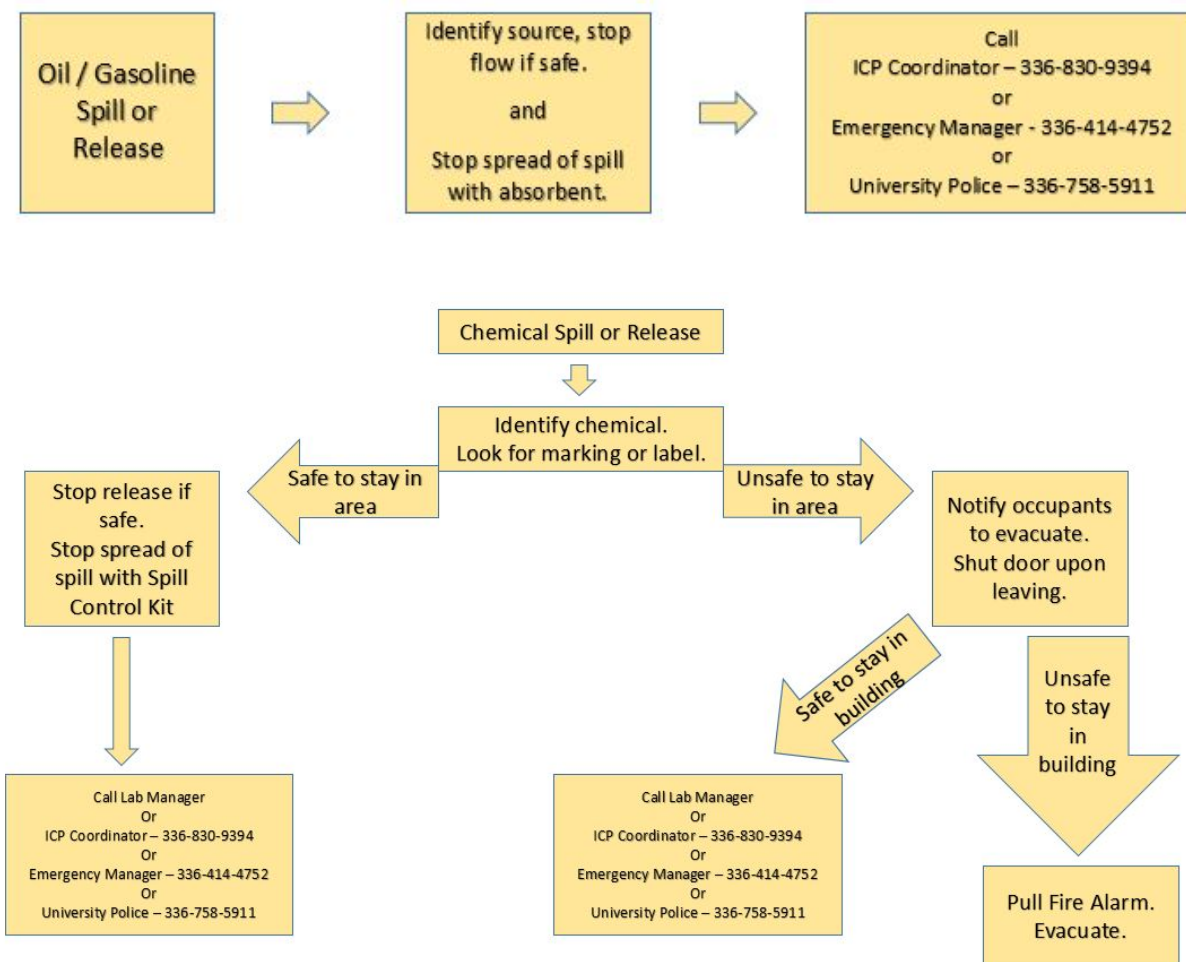 Oil / Gasoline
Spill or
Release
Identify source, stop
flow if safe.
and
Stop spread of spill
with absorbent.
Call
ICP Coordinator – 336-830-9394
or
Emergency Manager - 336-414-4752
or
University Police – 336-758-5911
Chemical Spill or Release
Identify chemical.
Look for marking or label.
Safe to stay in
area
Unsafe to stay
in area
Stop release if
safe.
Stop spread of
spill with Spill
Control Kit
Notify occupants
to evacuate.
Shut door upon
leaving.
Safe to stay in
building
Unsafe
to stay
in
building
Call Lab Manager
Or
ICP Coordinator – 336-830-9394
Or
Emergency Manager – 336-414-4752
Or
University Police – 336-758-5911
Call Lab Manager
Or
ICP Coordinator – 336-830-9394
Or
Emergency Manager – 336-414-4752
Or
University Police – 336-758-5911
Pull Fire Alarm.
Evacuate.